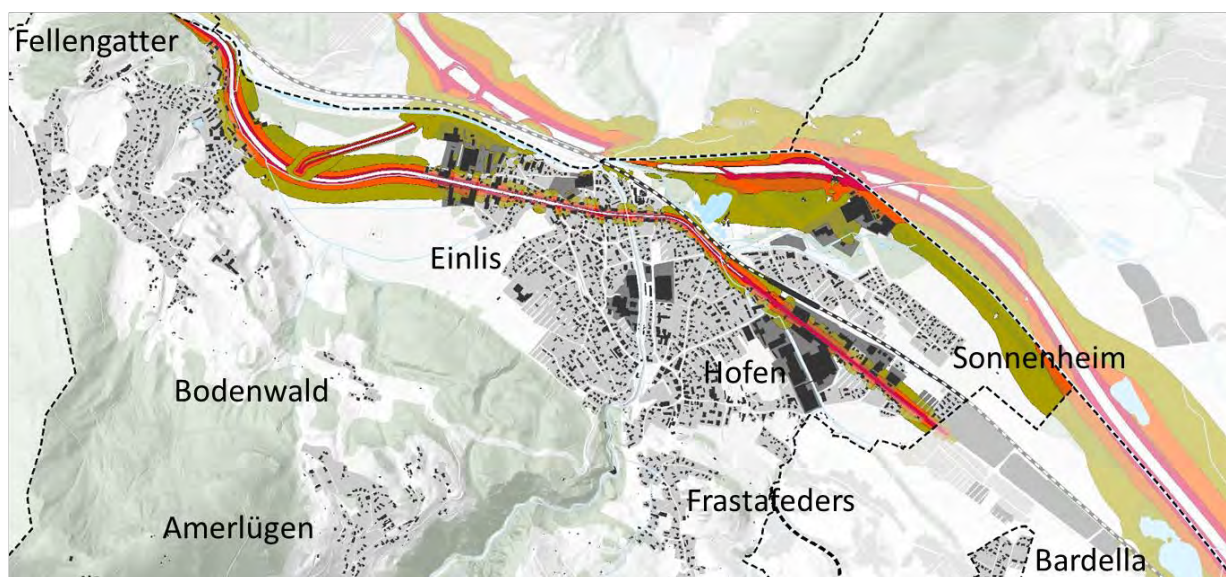 Fellengatter
Einlis
Bodenwald
Hofen
Sonnenheim
Amerlügen
Frastafeders
Bardella